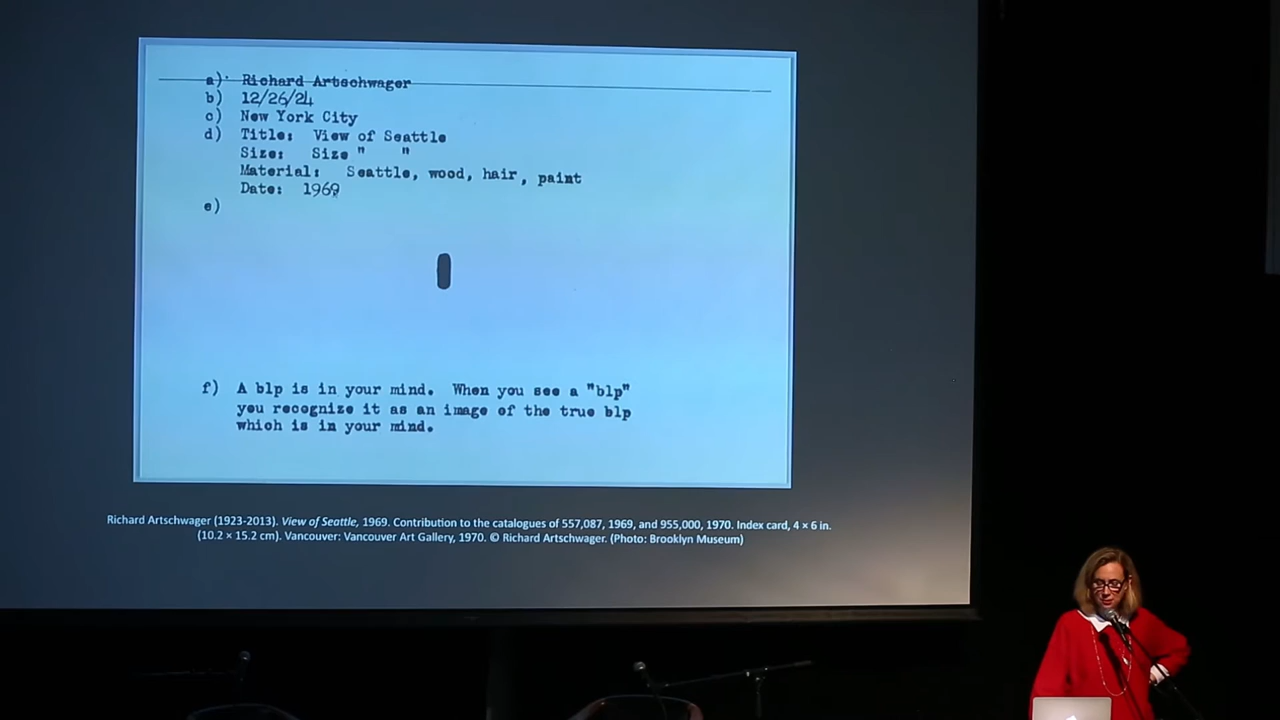 a) Richard Artschwager
b) 12/26/24
c) New York City
d) Title: View of Seattle
Size: Size " "
Material: Seattle, wood, hair, paint
Date: 1969
e)
f) A blp is in your mind. When you see a "blp"
you recognize it as an image of the true blp
which is in your mind.
Richard Artschwager (1923-2013). View of Seattle, 1969. Contribution to the catalogues of 557,087, 1969, and 955,000, 1970. Index card, 4 × 6 in.
(10.2 × 15.2 cm). Vancouver: Vancouver Art Gallery, 1970. © Richard Artschwager. (Photo: Brooklyn Museum)